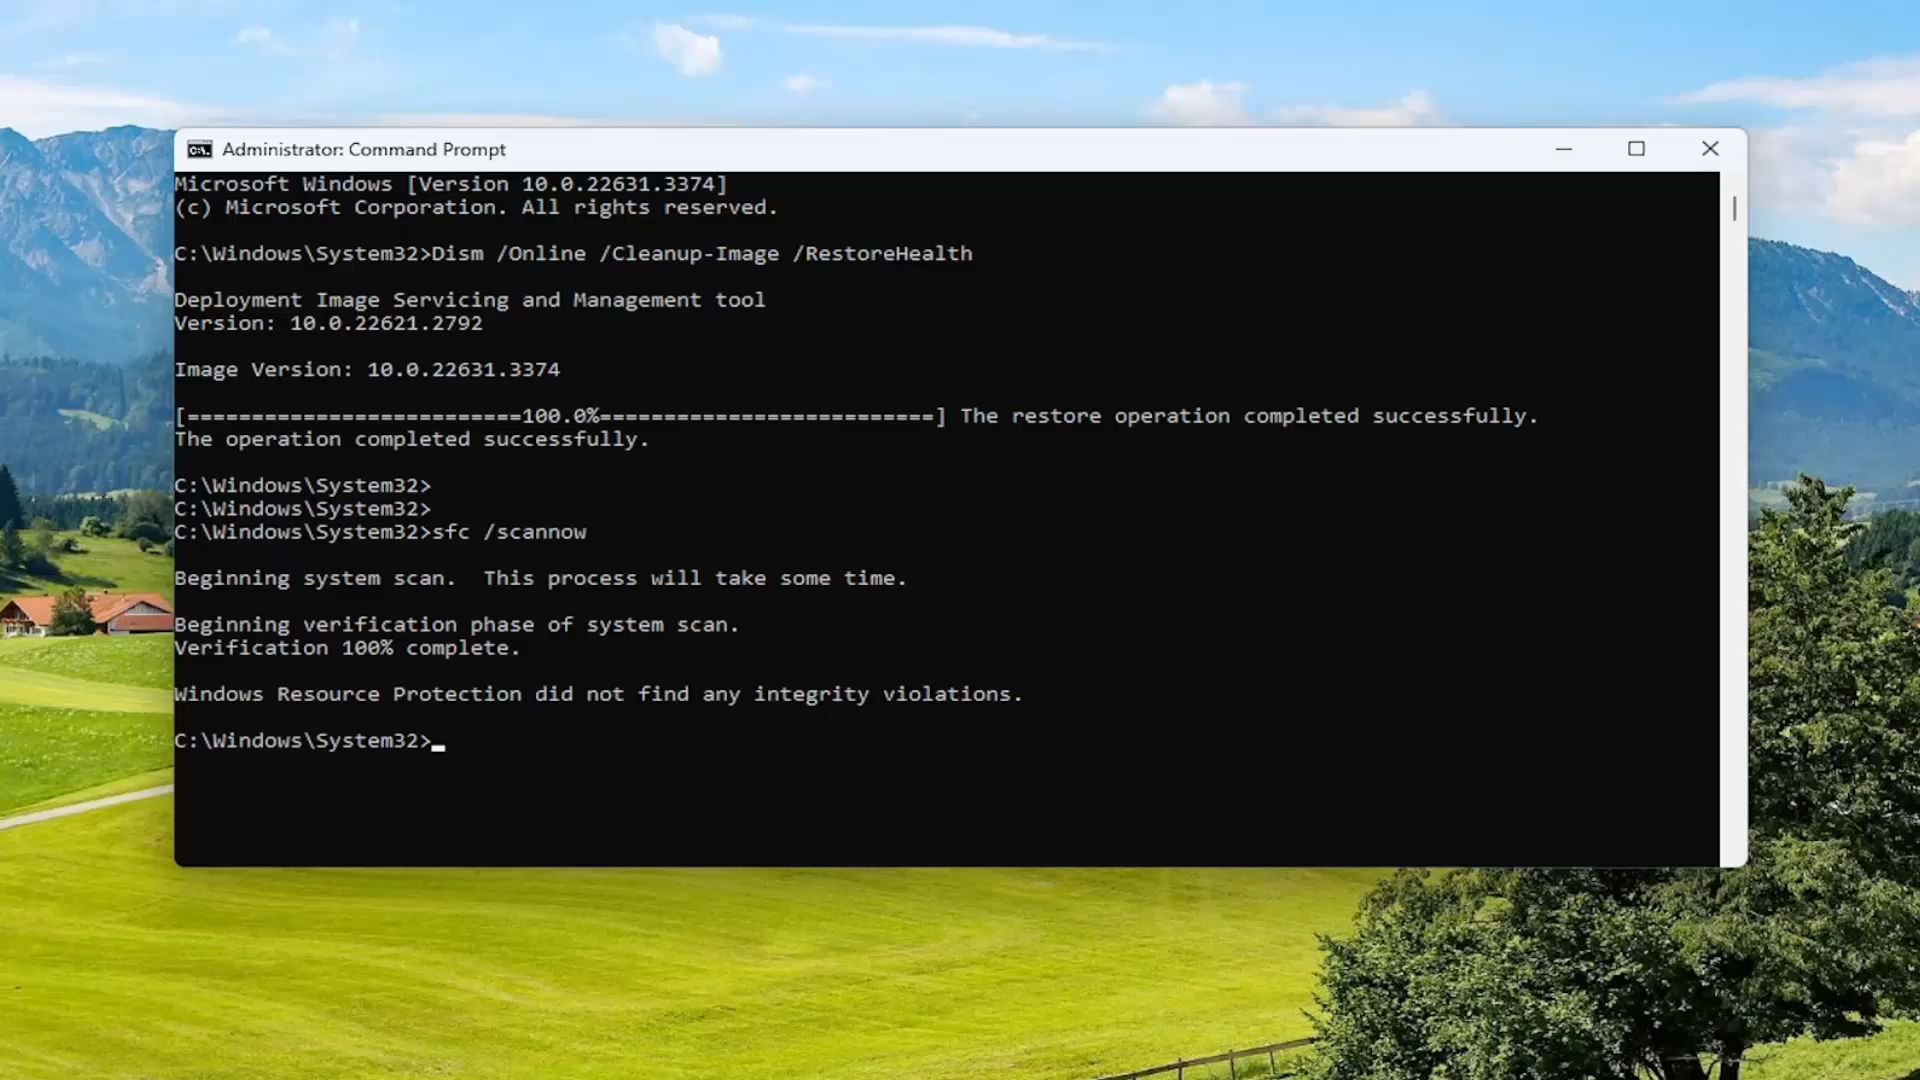 Administrator: Command Prompt
Microsoft Windows [Version 10.0.22631.3374]
(c) Microsoft Corporation. All rights reserved.
C:\Windows\System32>Dism /Online /Cleanup-Image /RestoreHealth
Deployment Image Servicing and Management tool
Version: 10.0.22621.2792
Image Version: 10.0.22631.3374
[==========================100.0%==========================] The restore operation completed successfully.
The operation completed successfully.
C:\Windows\System32>
C:\Windows\System32>
C:\Windows\System32>sfc /scannow
Beginning system scan.  This process will take some time.
Beginning verification phase of system scan.
Verification 100% complete.
Windows Resource Protection did not find any integrity violations.
C:\Windows\System32>